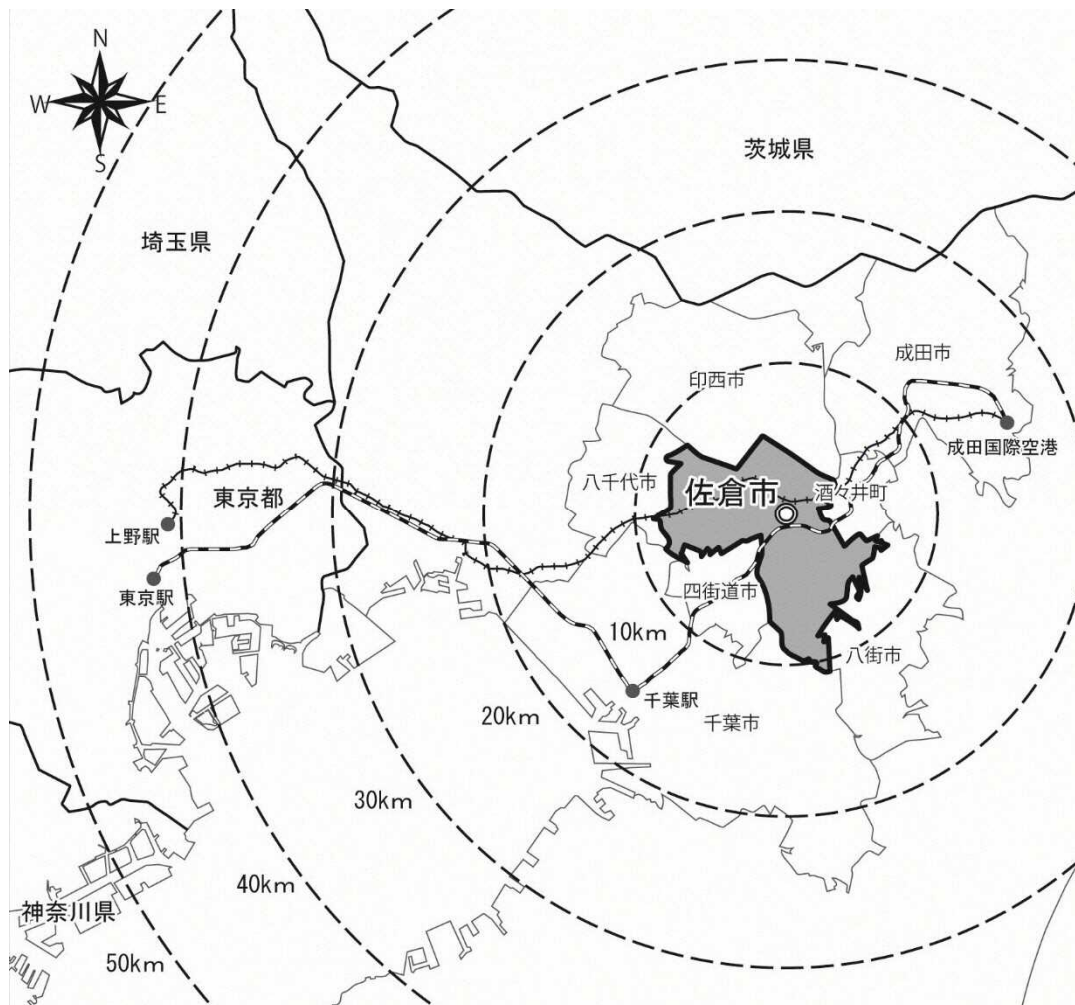 N
W
E
S
茨城県
埼玉県
成田市
印西市
成田国際空港
八千代市
佐倉市
酒々井町
東京都
上野駅
東京駅
四街道市
10km
八街市
千葉駅
20km
千葉市
30km
40km
神奈川県
50km